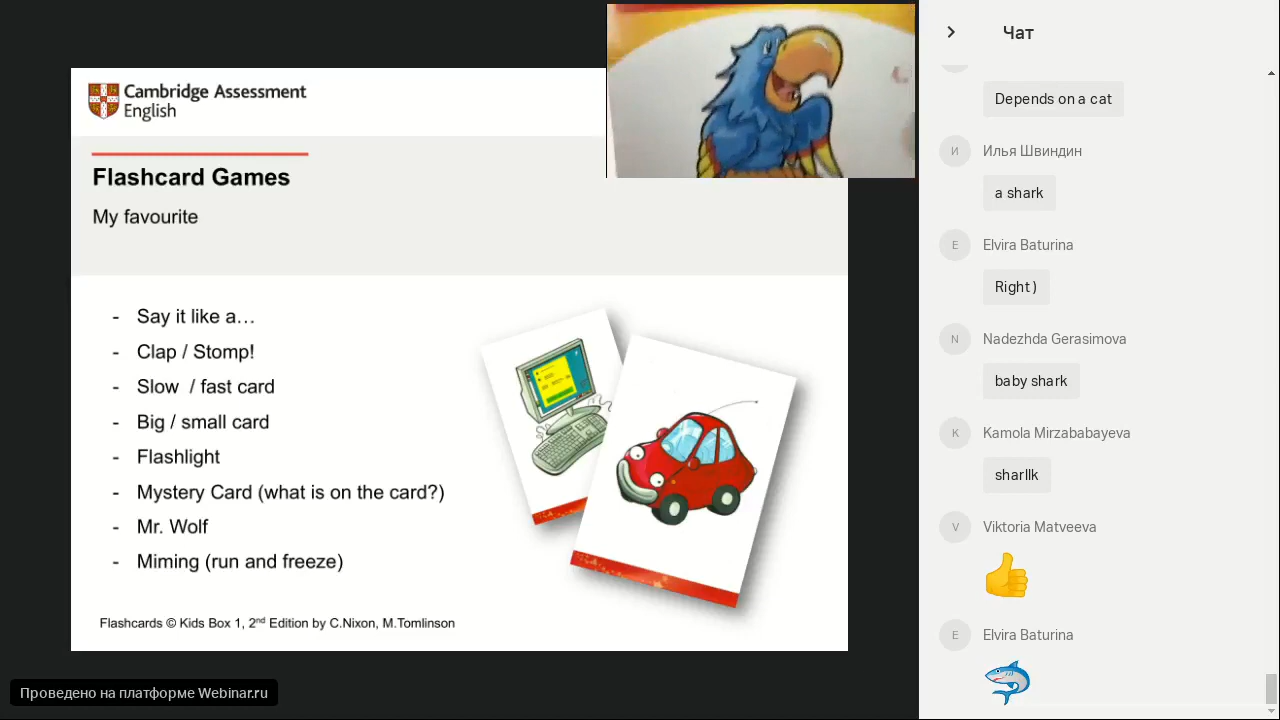 Cambridge Assessment
English
Flashcard Games
My favourite
- Say it like a…
- Clap / Stomp!
- Slow / fast card
- Big / small card
- Flashlight
- Mystery Card (what is on the card?)
- Mr. Wolf
- Miming (run and freeze)
Flashcards © Kids Box 1, 2nd Edition by C.Nixon, M.Tomlinson
Проведено на платформе Webinar.ru
Чат
Depends on a cat
И
Илья Швиндин
a shark
E
Elvira Baturina
Right )
N
Nadezhda Gerasimova
baby shark
K
Kamola Mirzababayeva
sharllk
V
Viktoria Matveeva
E
Elvira Baturina